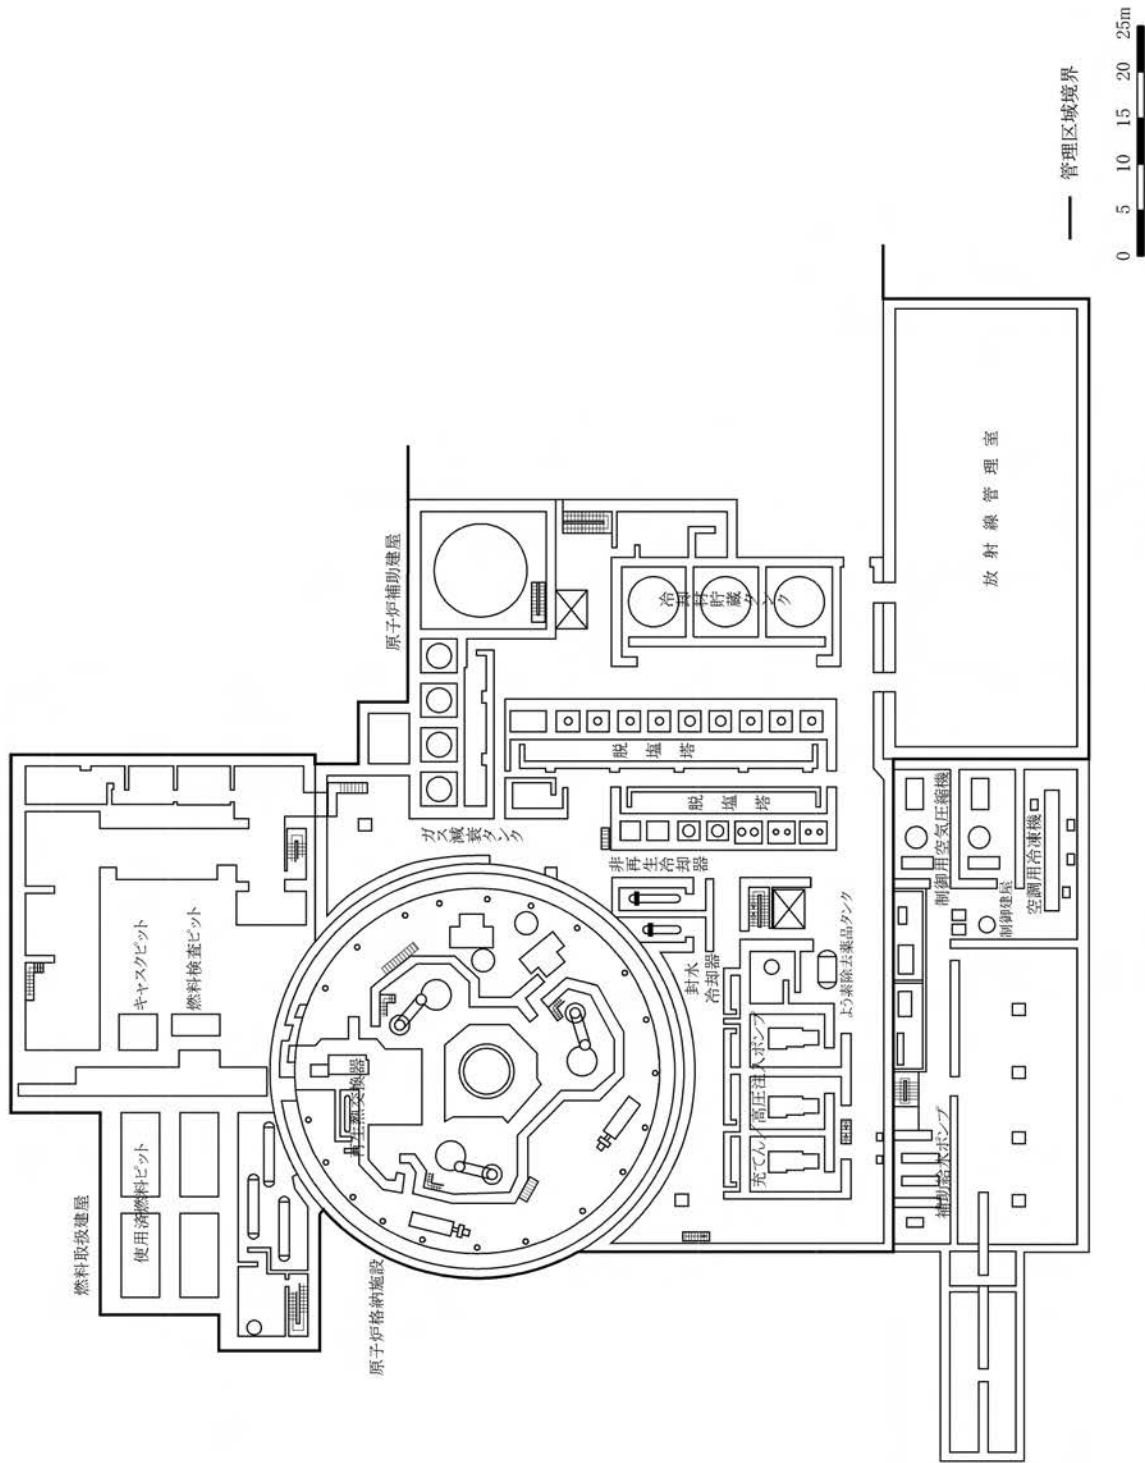 燃料取扱建屋
使用済燃料ピット
キャスクピット
燃料検査ピット
原子炉格納施設
再生熱交換器
原子炉補助建屋
ガス減衰タンク
冷却材貯蔵タンク
脱塩塔
脱塩塔
非再生冷却器
封水
冷却器
充てん/高圧注入ポンプ
よう素除去薬品タンク
補助給水ポンプ
制御用空気圧縮機
制御建屋
空調用冷凍機
放射線管理室
管理区域境界
0 5 10 15 20 25m